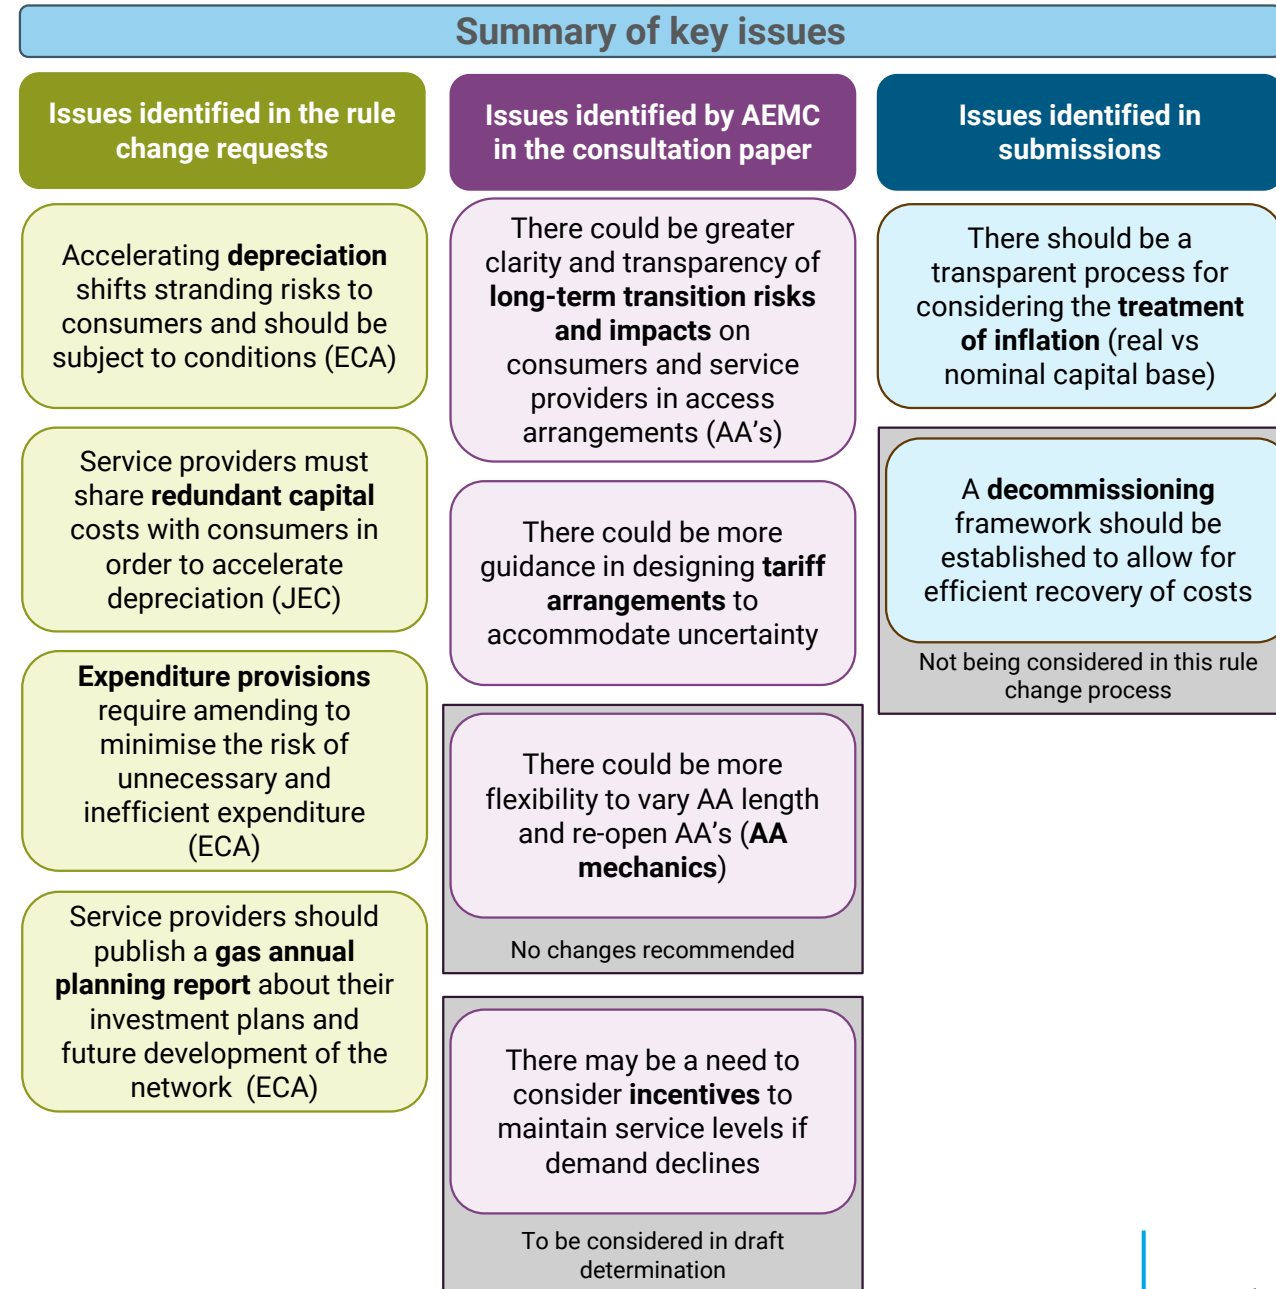 Summary of key issues
Issues identified in the rule
change requests
Accelerating depreciation
shifts stranding risks to
consumers and should be
subject to conditions (ECA)
Service providers must
share redundant capital
costs with consumers in
order to accelerate
depreciation (JEC)
Expenditure provisions
require amending to
minimise the risk of
unnecessary and
inefficient expenditure
(ECA)
Service providers should
publish a gas annual
planning report about their
investment plans and
future development of the
network (ECA)
Issues identified by AEMC
in the consultation paper
There could be greater
clarity and transparency of
long-term transition risks
and impacts on
consumers and service
providers in access
arrangements (AA's)
There could be more
guidance in designing tariff
arrangements to
accommodate uncertainty
There could be more
flexibility to vary AA length
and re-open AA's (AA
mechanics)
No changes recommended
There may be a need to
consider incentives to
maintain service levels if
demand declines
To be considered in draft
determination
Issues identified in
submissions
There should be a
transparent process for
considering the treatment
of inflation (real vs
nominal capital base)
A decommissioning
framework should be
established to allow for
efficient recovery of costs
Not being considered in this rule
change process